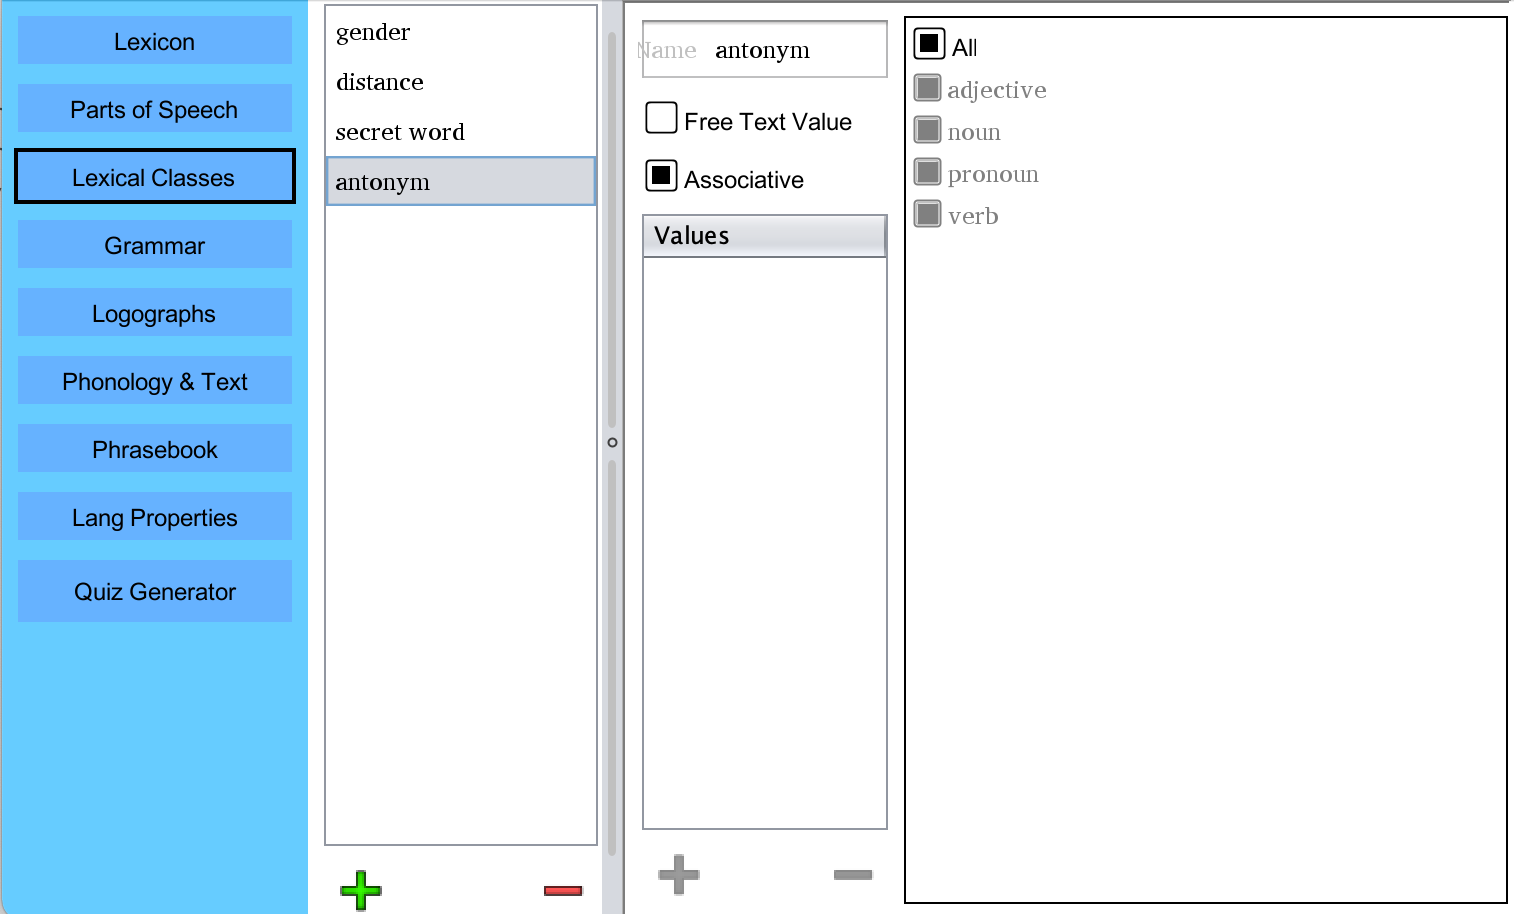 Lexicon
Parts of Speech
Lexical Classes
Grammar
Logographs
Phonology & Text
Phrasebook
Lang Properties
Quiz Generator
gender
distance
secret word
antonym
Name antonym
Free Text Value
Associative
Values
All
adjective
noun
pronoun
verb